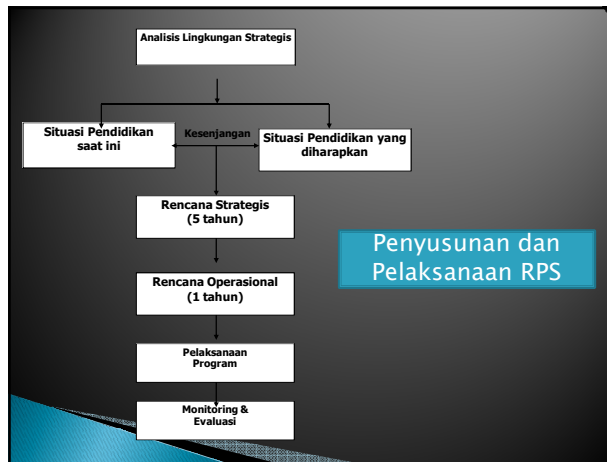 Analisis Lingkungan Strategis
Situasi Pendidikan
saat ini
Kesenjangan
Situasi Pendidikan yang
diharapkan
Rencana Strategis
(5 tahun)
Penyusunan dan
Pelaksanaan RPS
Rencana Operasional
(1 tahun)
Pelaksanaan
Program
Monitoring &
Evaluasi